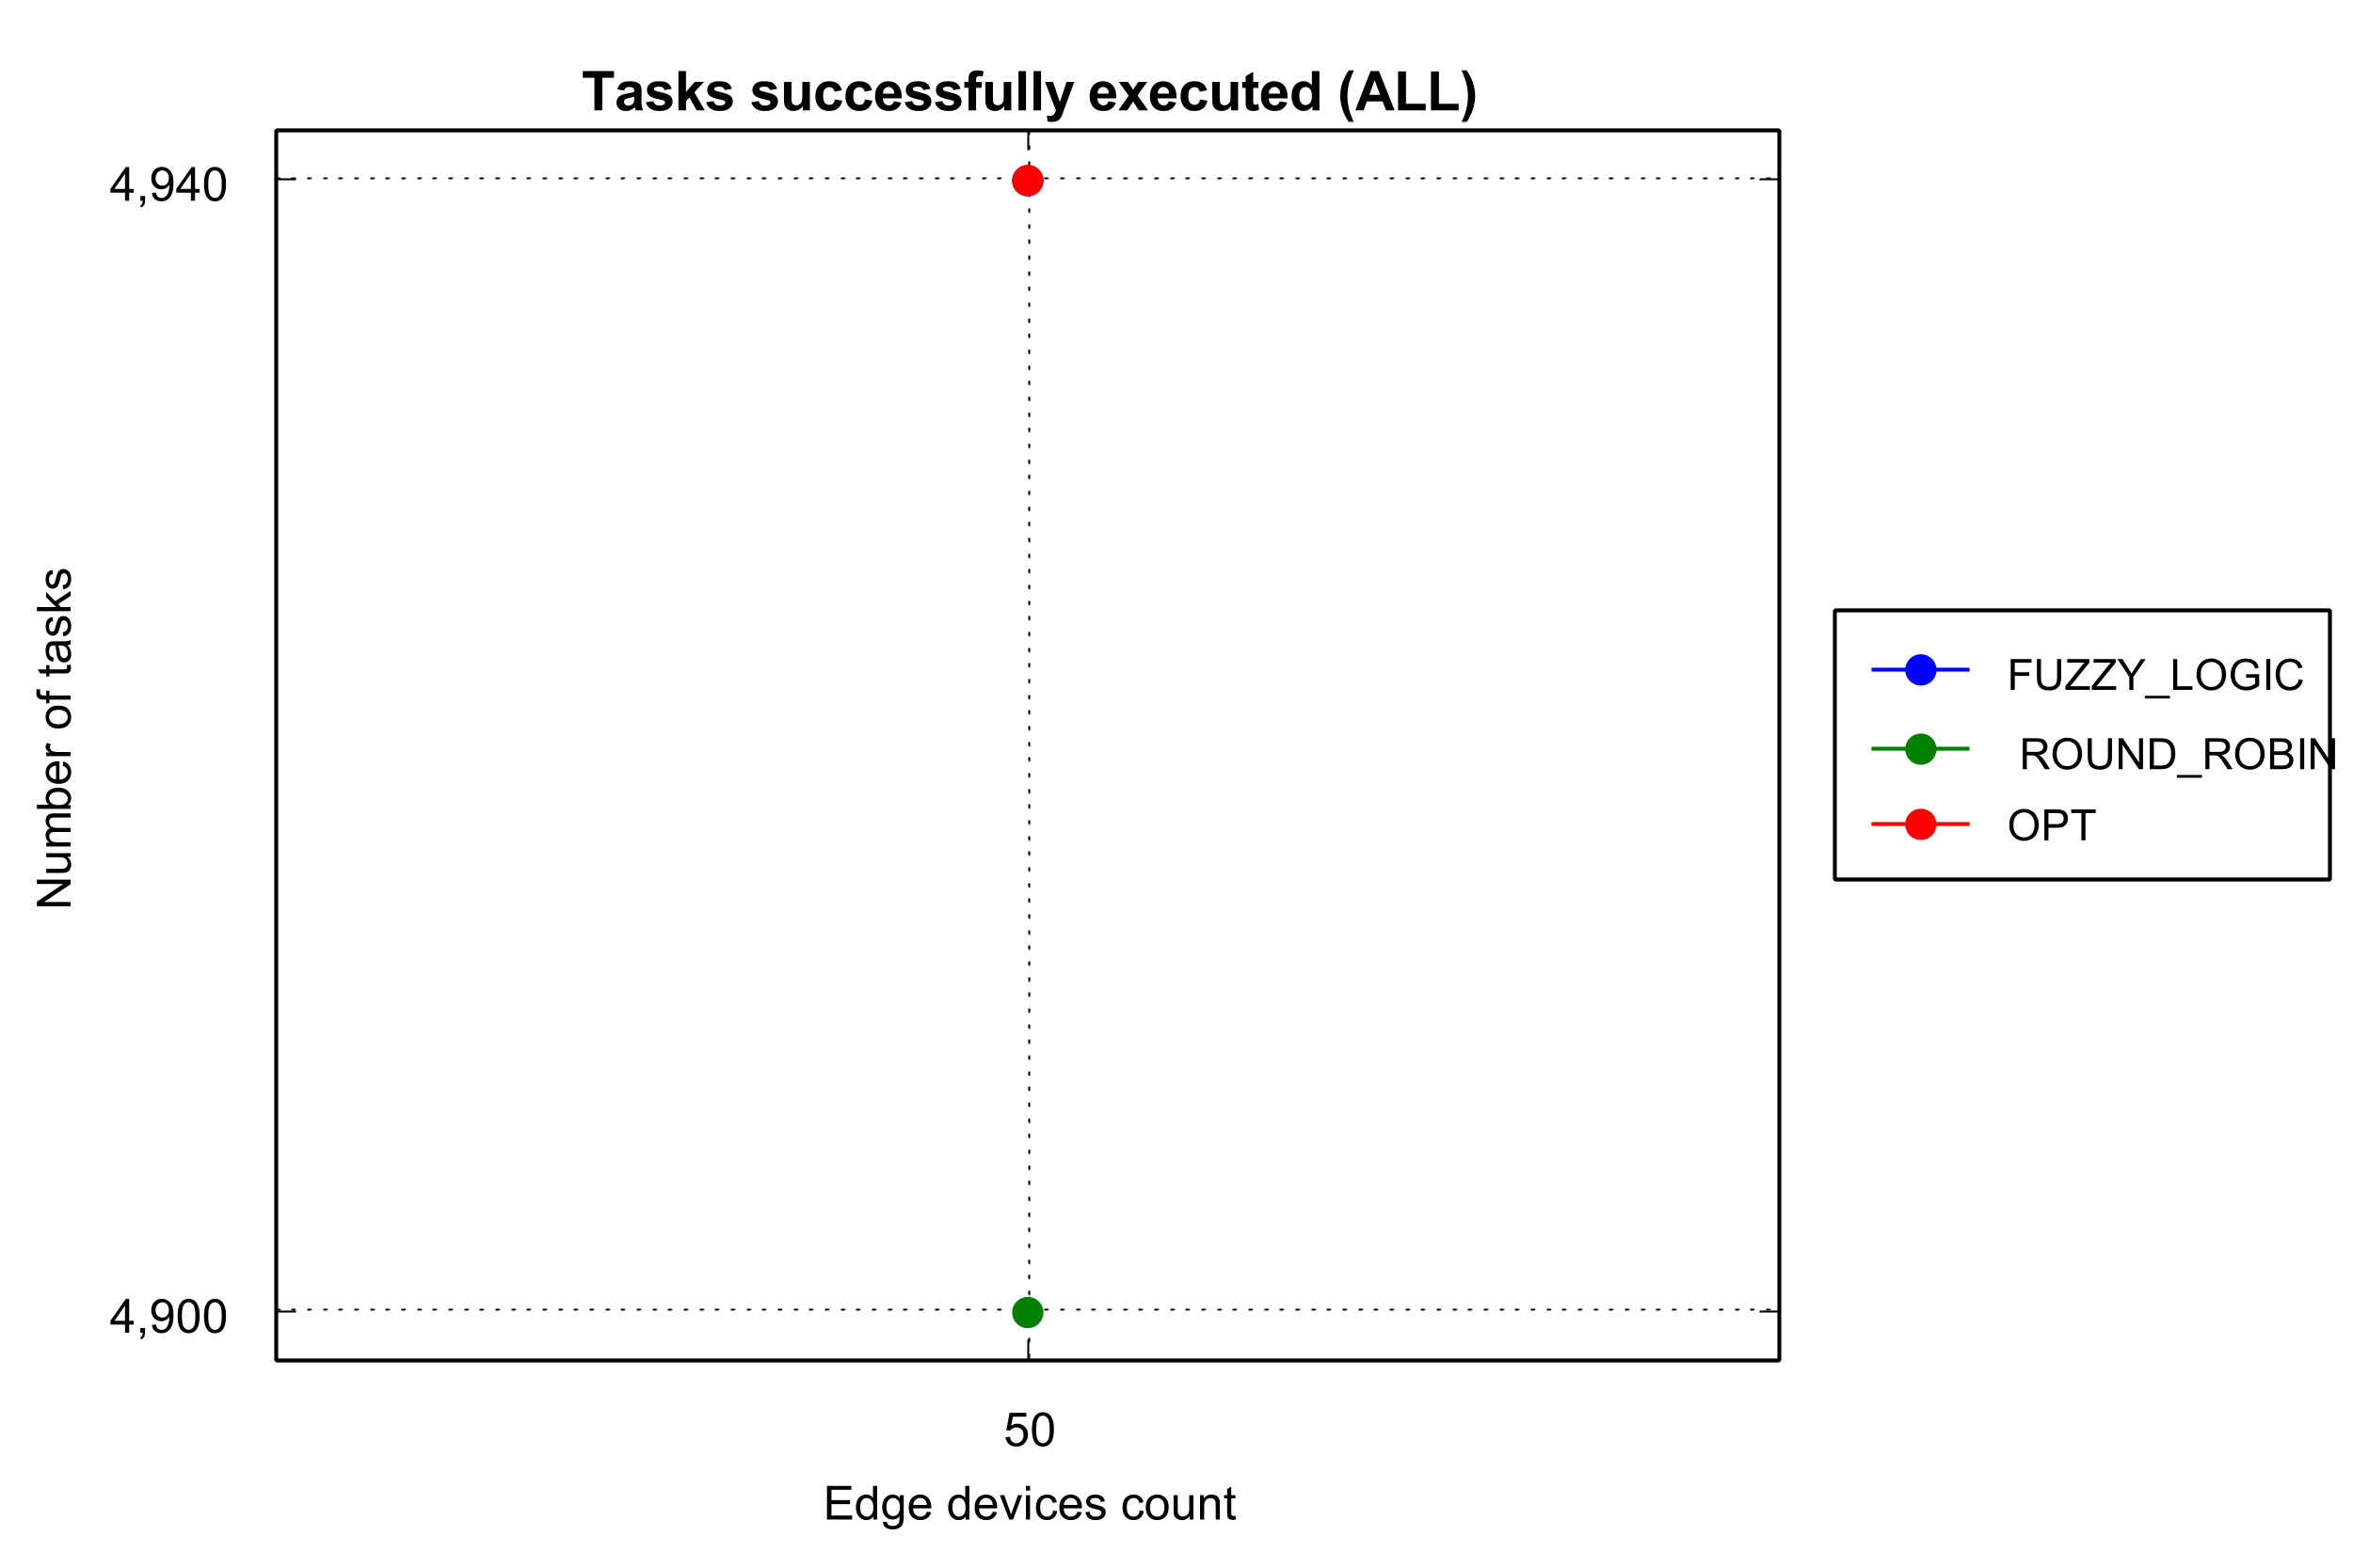 Tasks successfully executed (ALL)
4,940
Number of tasks
FUZZY_LOGIC
ROUND_ROBIN
OPT
4,900
50
Edge devices count